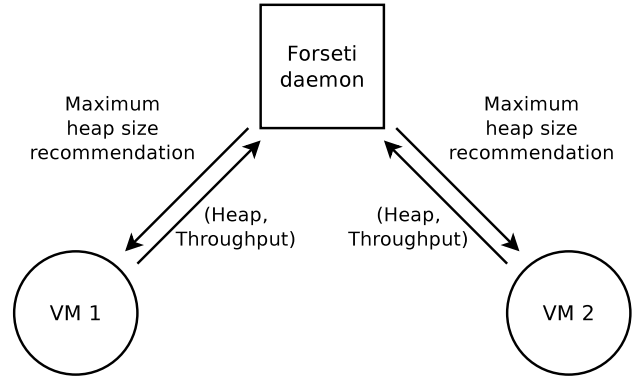 Forseti
daemon
Maximum
heap size
recommendation
Maximum
heap size
recommendation
(Heap,
Throughput)
(Heap,
Throughput)
VM 1
VM 2